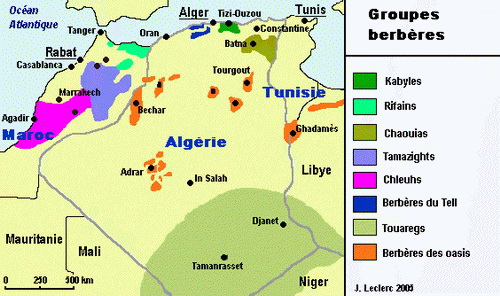 Océan
Atlantique
Tanger
Rabat
Casablanca
Marrakech
Agadir
Maroc
Oran
Alger
Tizi-Ouzou
Constantine
Tunis
Batna
Tourgout
Tunisie
Bechar
Ghadamès
Algérie
Adrar
In Salah
Libye
Djanet
Mauritanie
Mali
Tamanrasset
Niger
0 250 500 km
Groupes
berbères
Kabyles
Rifains
Chaouias
Tamazights
Chleuhs
Berbères du Tell
Touaregs
Berbères des oasis
J. Leclerc 2005